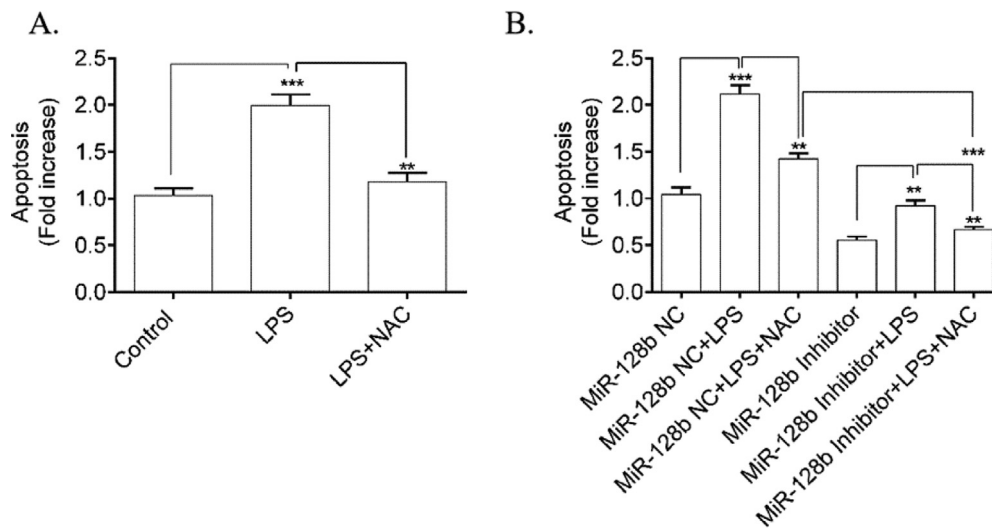 A.
Apoptosis
(Fold increase)
2.5
2.0
1.5
1.0
0.5
0.0
***
**
Control
LPS
LPS+NAC
B.
Apoptosis
(Fold increase)
2.5
2.0
1.5
1.0
0.5
0.0
***
**
**
***
**
MiR-128b NC
MiR-128b NC+LPS
MiR-128b NC+LPS+NAC
MiR-128b Inhibitor
MiR-128b Inhibitor+LPS
MiR-128b Inhibitor+LPS+NAC